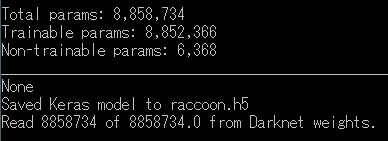 Total params: 8,858,734
Trainable params: 8,852,366
Non-trainable params: 6,368
None
Saved Keras model to raccoon.h5
Read 8858734 of 8858734.0 from Darknet weights.